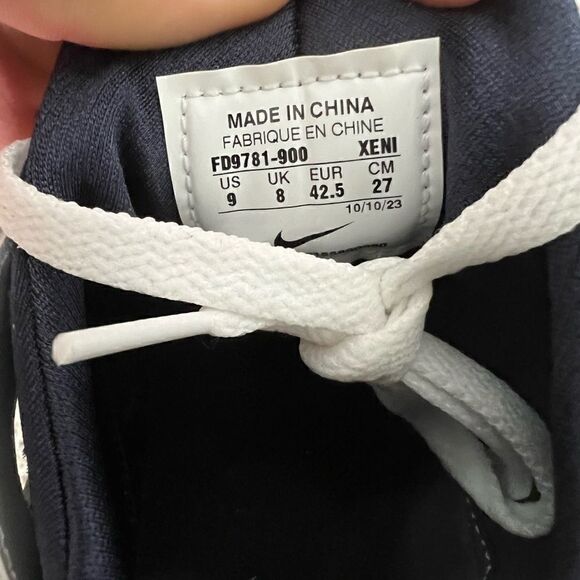 MADE IN CHINA
FABRIQUE EN CHINE
FD9781-900 XENI
US UK EUR CM
9 8 42.5 27
10/10/23